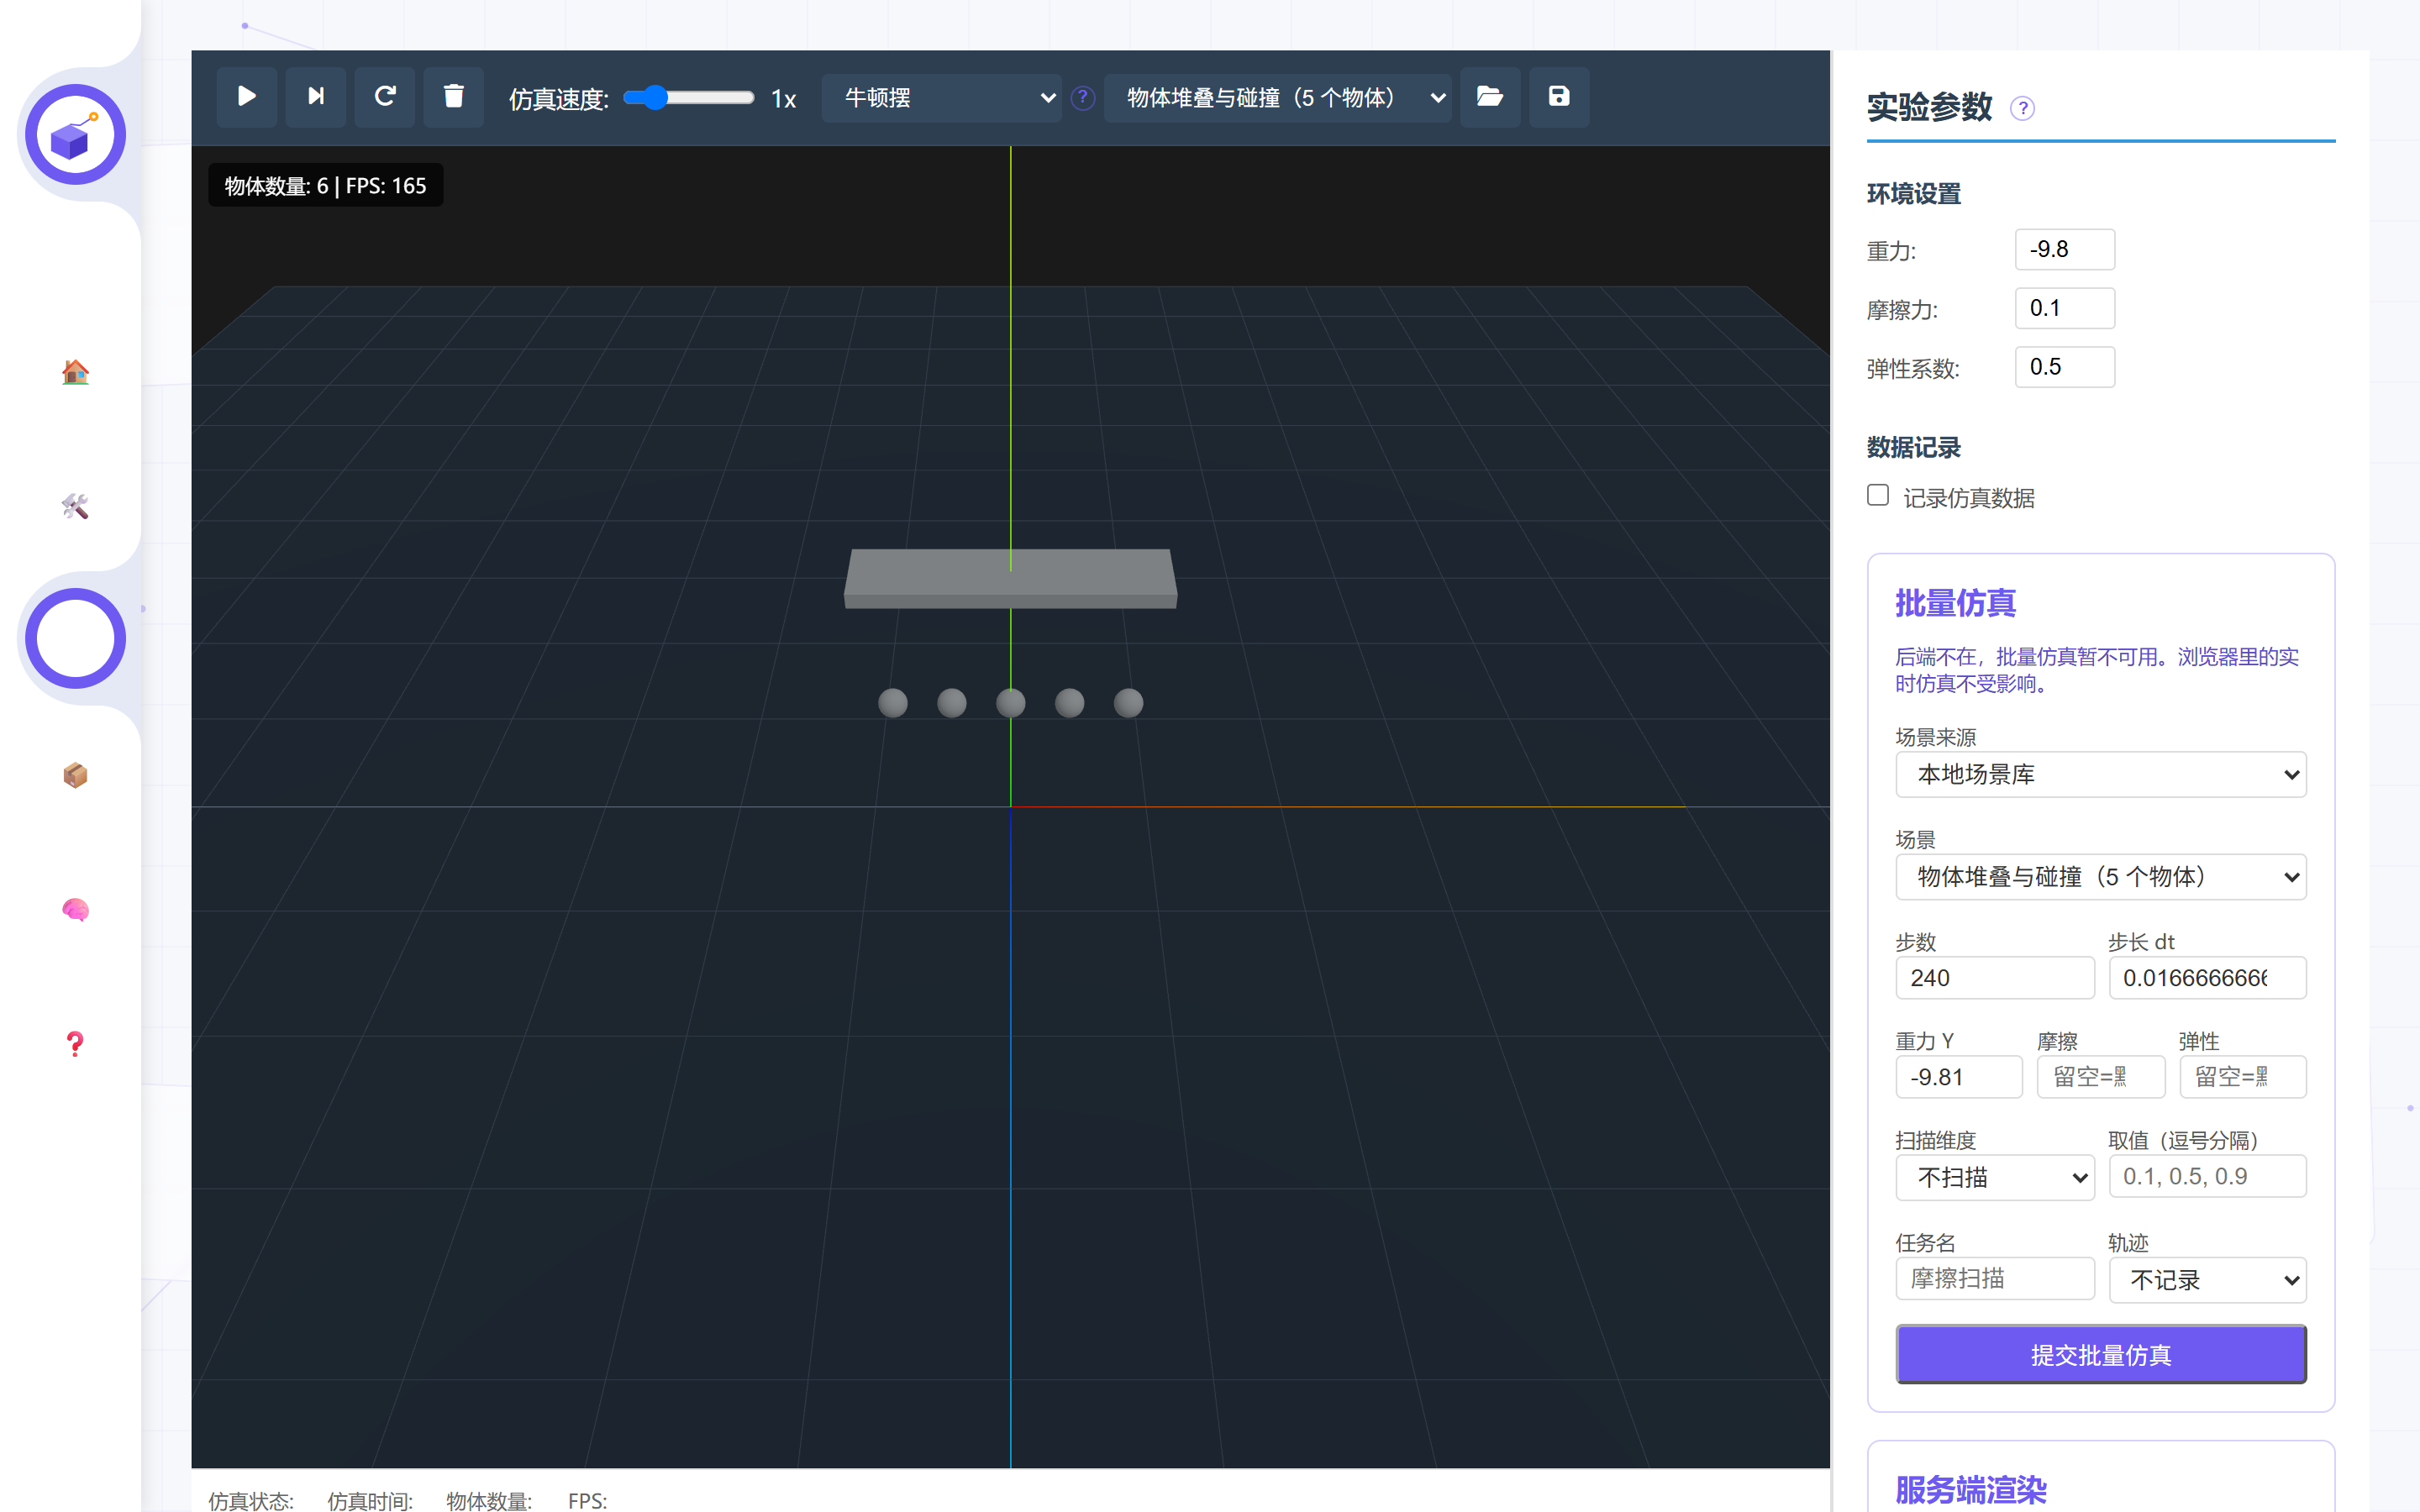 仿真速度: 1x 牛顿摆 ? 物体堆叠与碰撞（5 个物体）
物体数量: 6 | FPS: 165
仿真状态: 仿真时间: 物体数量: FPS:
实验参数 ?
环境设置
重力: -9.8
摩擦力: 0.1
弹性系数: 0.5
数据记录
记录仿真数据
批量仿真
后端不在，批量仿真暂不可用。浏览器里的实
时仿真不受影响。
场景来源
本地场景库
场景
物体堆叠与碰撞（5 个物体）
步数 步长 dt
240 0.0166666666
重力 Y 摩擦 弹性
-9.81 留空= 留空=
扫描维度 取值（逗号分隔）
不扫描 0.1, 0.5, 0.9
任务名 轨迹
摩擦扫描 不记录
提交批量仿真
服务端渲染